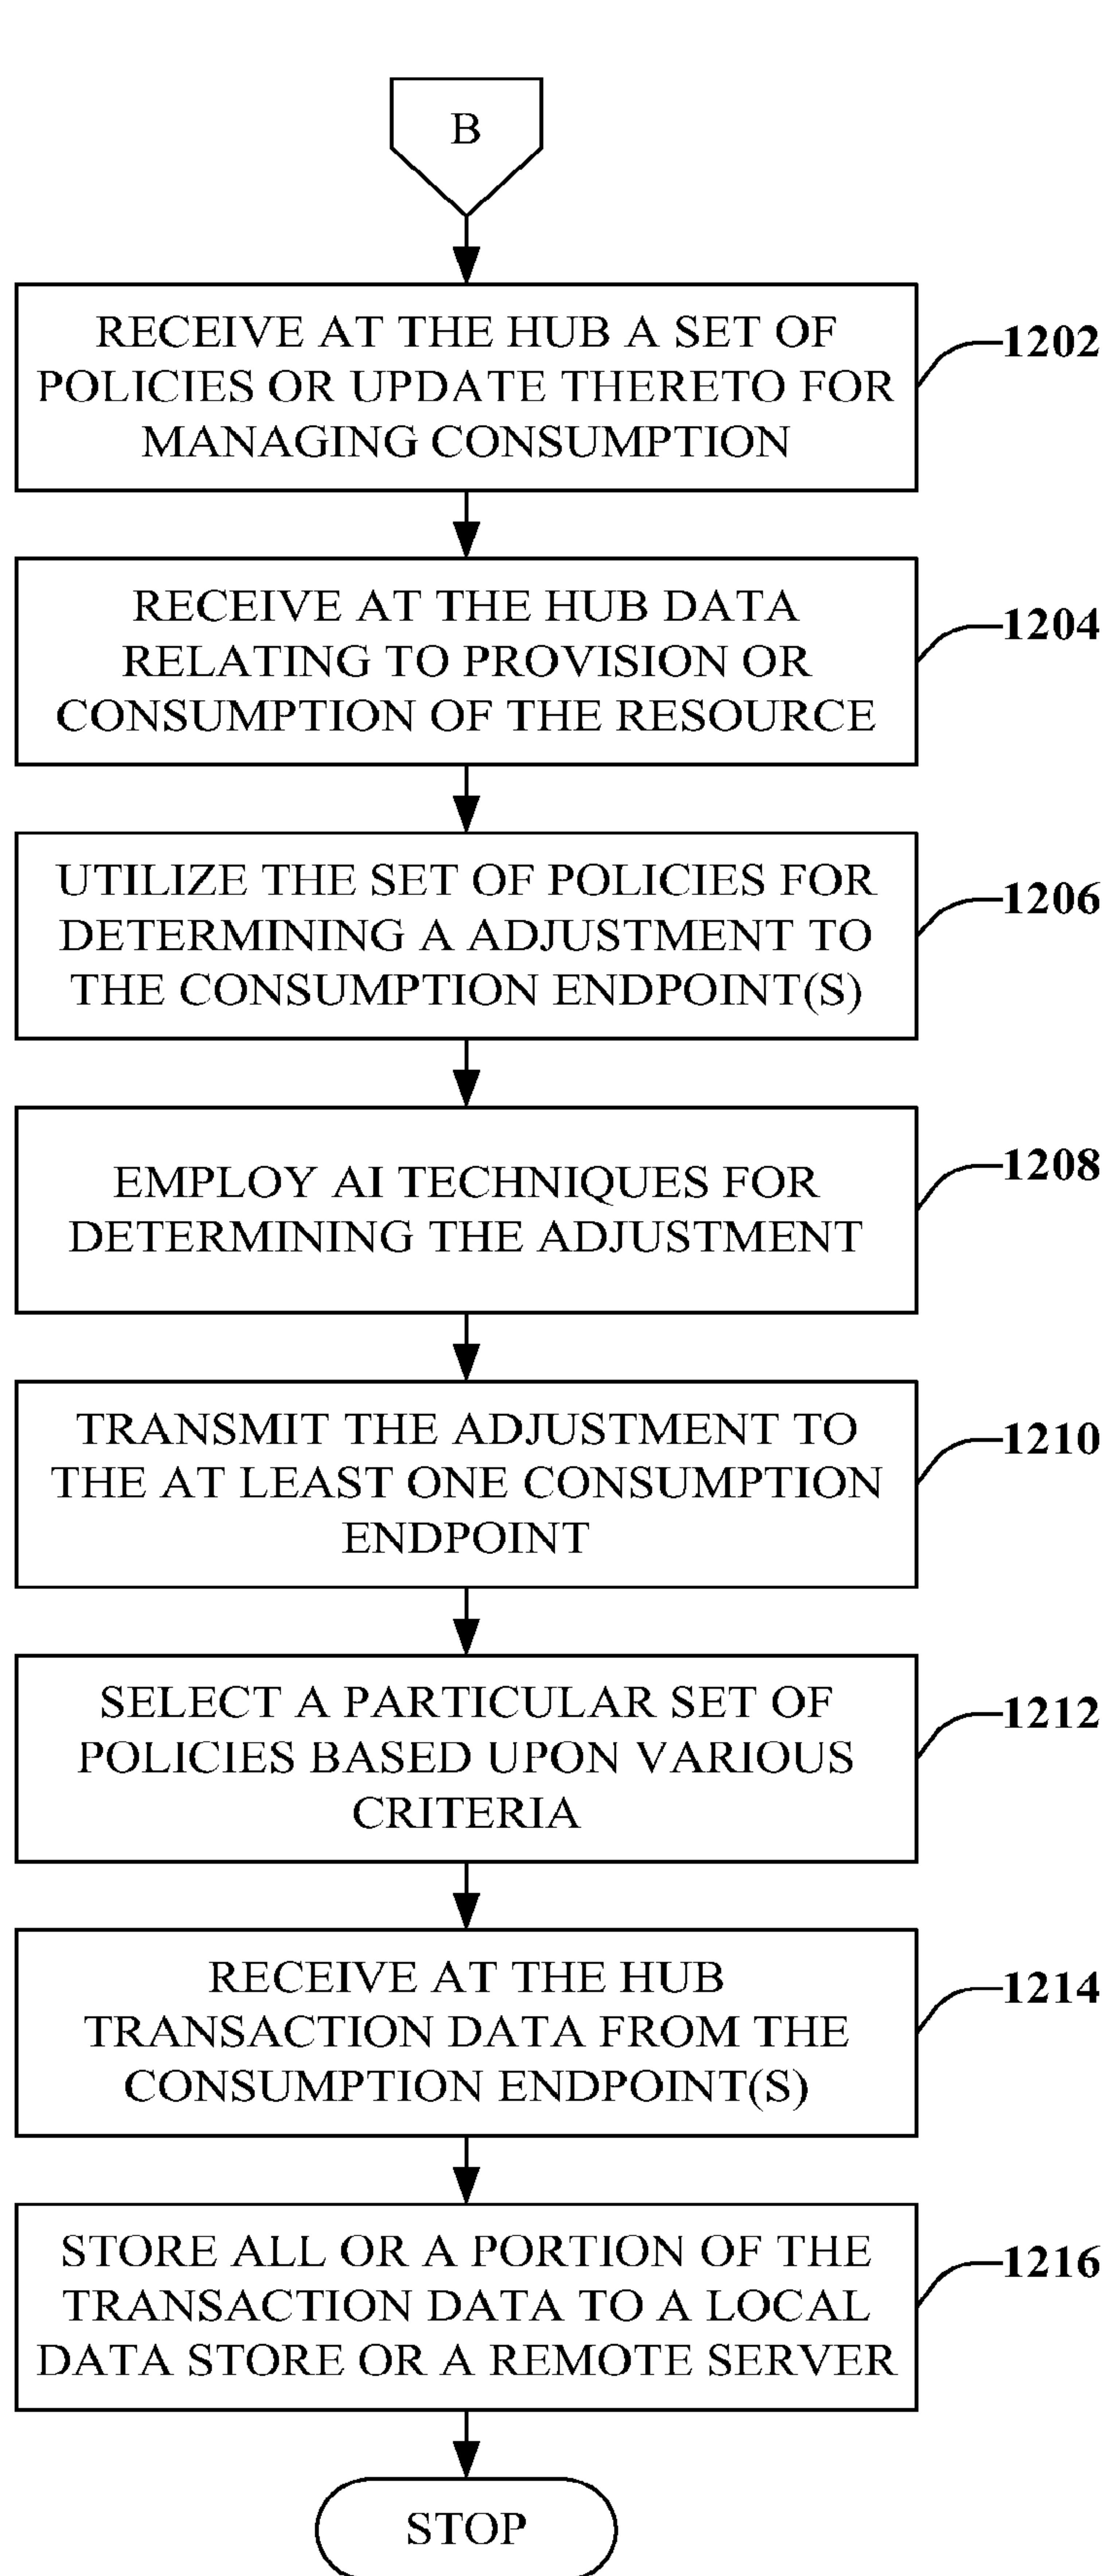 B
RECEIVE AT THE HUB A SET OF
POLICIES OR UPDATE THERETO FOR
MANAGING CONSUMPTION
1202
RECEIVE AT THE HUB DATA
RELATING TO PROVISION OR
CONSUMPTION OF THE RESOURCE
1204
UTILIZE THE SET OF POLICIES FOR
DETERMINING A ADJUSTMENT TO
THE CONSUMPTION ENDPOINT(S)
1206
EMPLOY AI TECHNIQUES FOR
DETERMINING THE ADJUSTMENT
1208
TRANSMIT THE ADJUSTMENT TO
THE AT LEAST ONE CONSUMPTION
ENDPOINT
1210
SELECT A PARTICULAR SET OF
POLICIES BASED UPON VARIOUS
CRITERIA
1212
RECEIVE AT THE HUB
TRANSACTION DATA FROM THE
CONSUMPTION ENDPOINT(S)
1214
STORE ALL OR A PORTION OF THE
TRANSACTION DATA TO A LOCAL
DATA STORE OR A REMOTE SERVER
1216
STOP